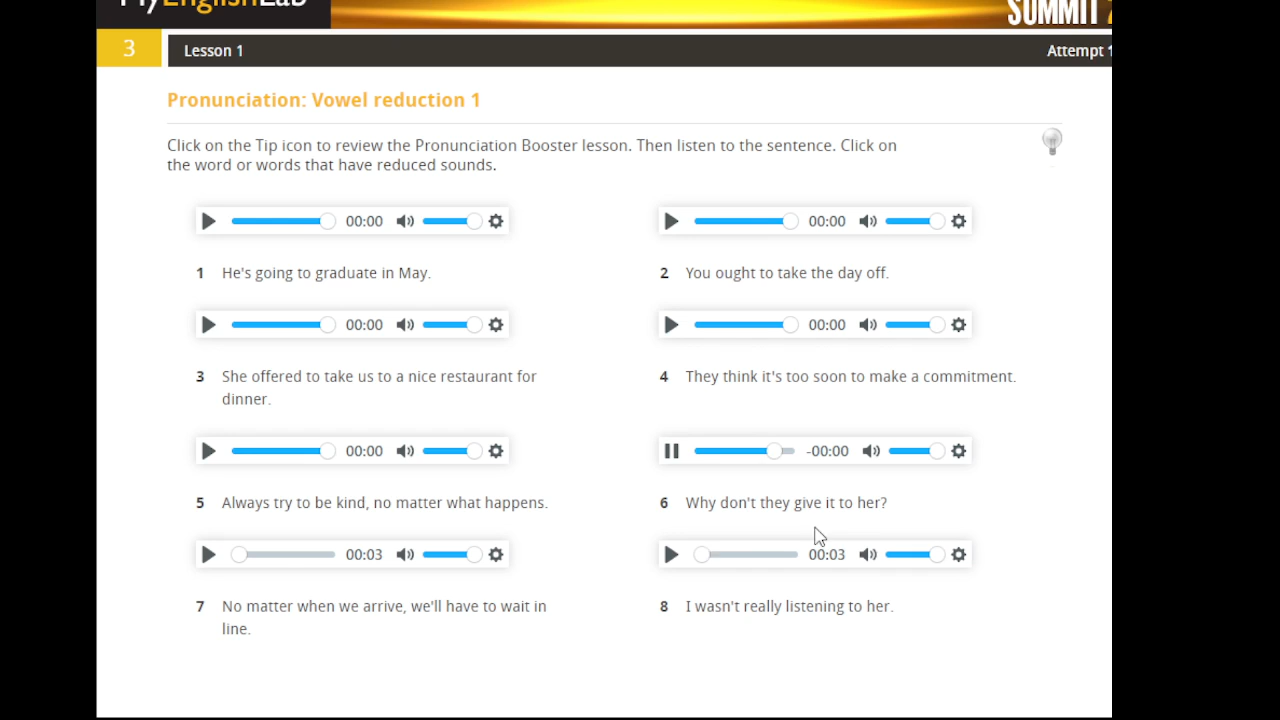 MyEnglishLab
SUMMIT 2
3 Lesson 1 Attempt 1
Pronunciation: Vowel reduction 1
Click on the Tip icon to review the Pronunciation Booster lesson. Then listen to the sentence. Click on
the word or words that have reduced sounds.
00:00 00:00
1 He's going to graduate in May. 2 You ought to take the day off.
00:00 00:00
3 She offered to take us to a nice restaurant for 4 They think it's too soon to make a commitment.
dinner.
00:00 -00:00
5 Always try to be kind, no matter what happens. 6 Why don't they give it to her?
00:03 00:03
7 No matter when we arrive, we'll have to wait in 8 I wasn't really listening to her.
line.